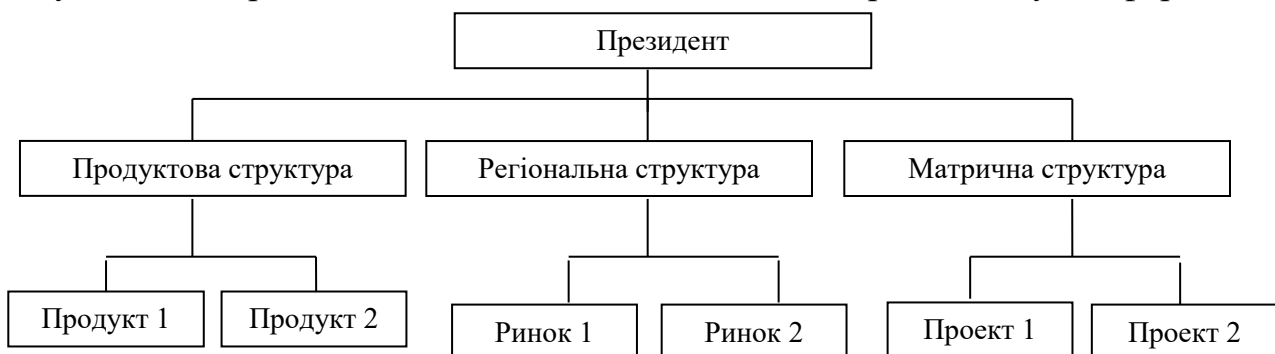 Президент
Продуктова структура
Регіональна структура
Матрична структура
Продукт 1
Продукт 2
Ринок 1
Ринок 2
Проект 1
Проект 2